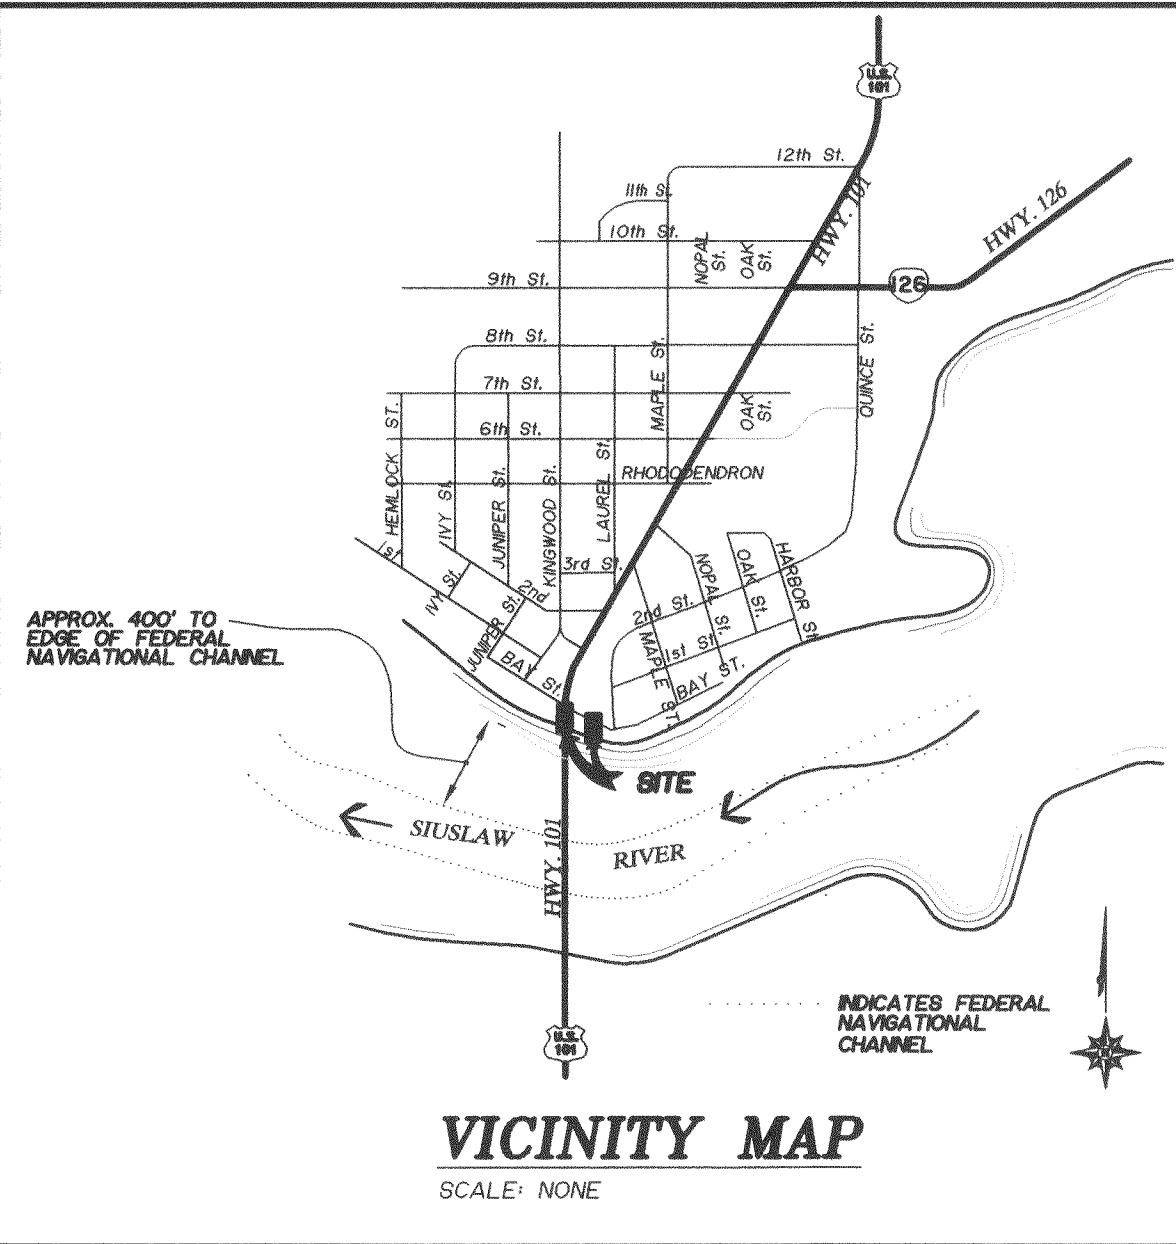 U.S.
101
12th St.
HWY. 101
11th St.
10th St.
NOPAL
St.
OAK
St.
HWY. 126
126
9th St.
8th St.
MAPLE St.
QUINCE St.
7th St.
HEMLOCK ST.
OAK
St.
6th St.
IVY St.
JUNIPER St.
KINGWOOD St.
LAUREL St.
RHODODENDRON
1st
2nd
3rd St.
IVY St.
JUNIPER St.
BAY St.
NOPAL St.
OAK St.
HARBOR St.
2nd St.
1st St.
MAPLE ST.
BAY ST.
APPROX. 400' TO
EDGE OF FEDERAL
NAVIGATIONAL CHANNEL
SITE
SIUSLAW
RIVER
HWY. 101
INDICATES FEDERAL
NAVIGATIONAL
CHANNEL
N
U.S.
101
VICINITY MAP
SCALE: NONE